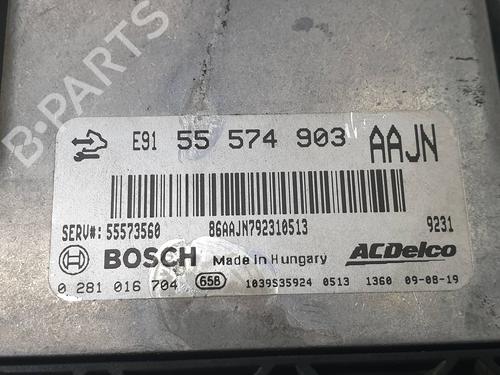 B-PARTS
E91 55 574 903 AAJN
SERV#: 55573560 86AAJN792310513 9231
BOSCH Made in Hungary ACDelco
0 281 016 704 658 1039S35924 0513 1360 09-08-19